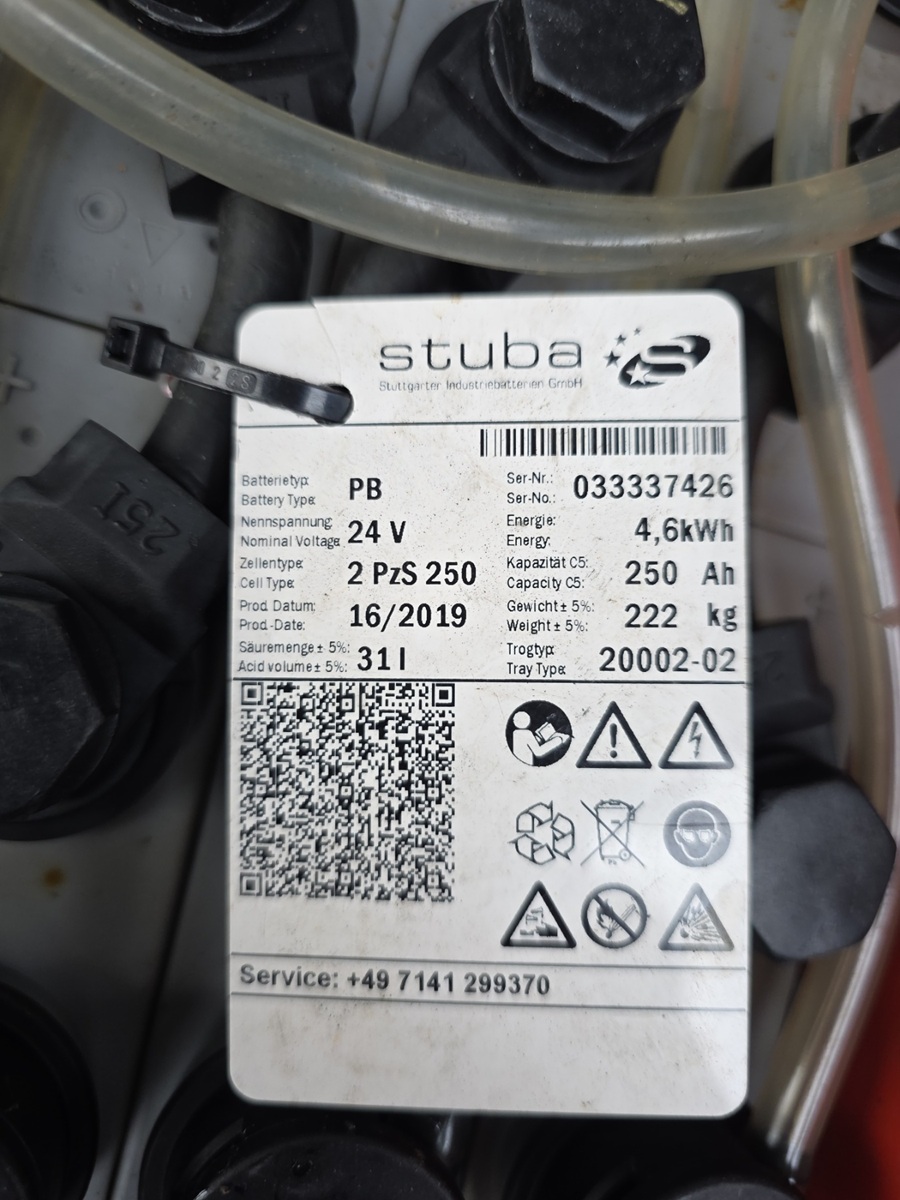 stuba
Stuttgarter Industriebatterien GmbH
Batterietyp:
Battery Type:
PB
Ser-Nr.:
Ser-No.:
033337426
Nennspannung:
Nominal Voltage:
24 V
Energie:
Energy:
4,6kWh
Zellentype:
Cell Type:
2 PzS 250
Kapazität C5:
Capacity C5:
250 Ah
Prod. Datum:
Prod.-Date:
16/2019
Gewicht ± 5%:
Weight ± 5%:
222 kg
Säuremenge ± 5%:
Acid volume ± 5%:
31 l
Trogtyp:
Tray Type:
20002-02
Service: +49 7141 299370
251